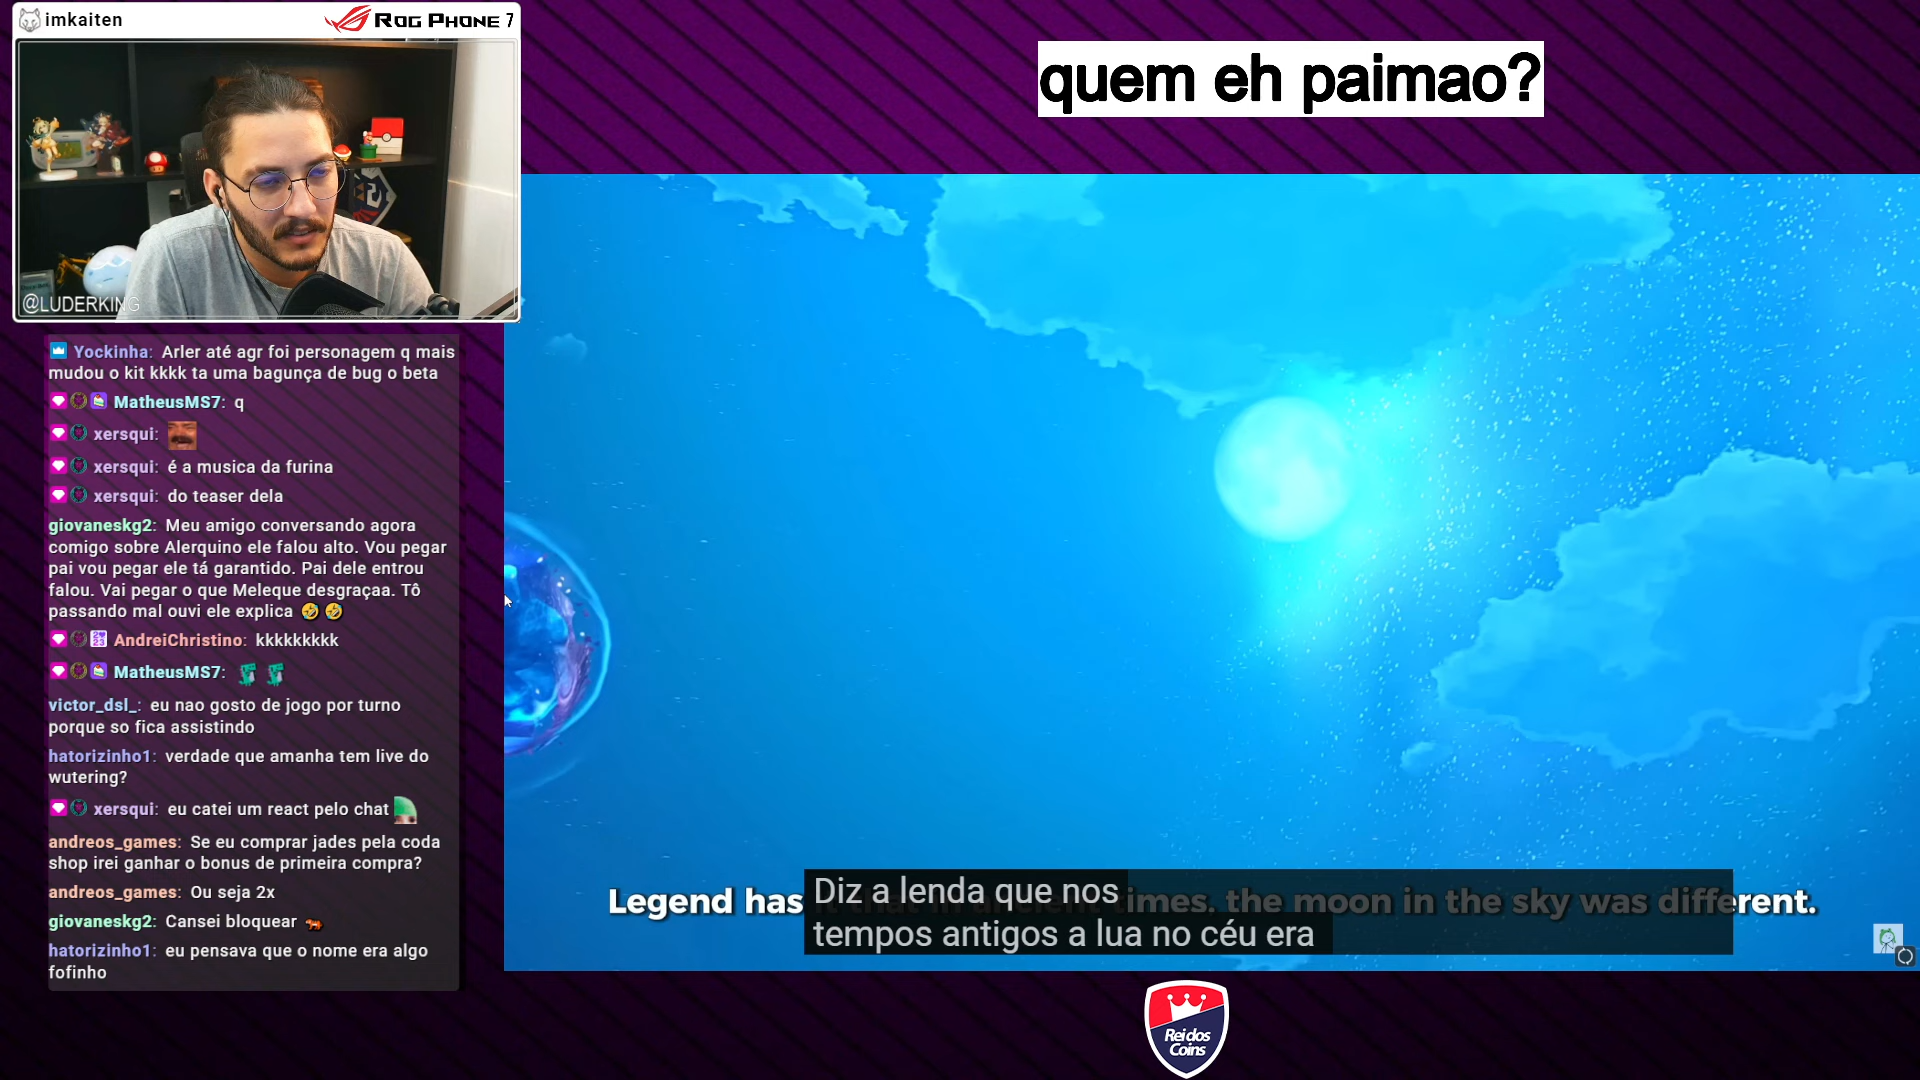 imkaiten
ROG PHONE 7
quem eh paimao?
@LUDERKING
Yockinha: Arler até agr foi personagem q mais
mudou o kit kkkk ta uma bagunça de bug o beta
MatheusMS7: q
xersqui:
xersqui: é a musica da furina
xersqui: do teaser dela
giovaneskg2: Meu amigo conversando agora
comigo sobre Alerquino ele falou alto. Vou pegar
pai vou pegar ele tá garantido. Pai dele entrou
falou. Vai pegar o que Meleque desgraçaa. Tô
passando mal ouvi ele explica 🤣 🤣
AndreiChristino: kkkkkkkkk
MatheusMS7:
victor_dsl_: eu nao gosto de jogo por turno
porque so fica assistindo
hatorizinho1: verdade que amanha tem live do
wutering?
xersqui: eu catei um react pelo chat
andreos_games: Se eu comprar jades pela coda
shop irei ganhar o bonus de primeira compra?
andreos_games: Ou seja 2x
giovaneskg2: Cansei bloquear 🐅
hatorizinho1: eu pensava que o nome era algo
fofinho
Legend has it that in ancient times, the moon in the sky was different.
Diz a lenda que nos
tempos antigos a lua no céu era
Rei dos
Coins